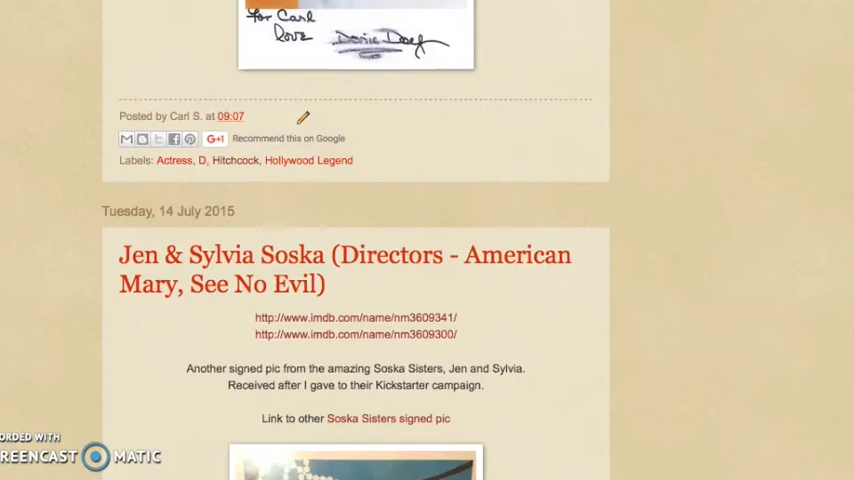 For Carl
love Doris Day
Posted by Carl S. at 09:07
G+1 Recommend this on Google
Labels: Actress, D, Hitchcock, Hollywood Legend
Tuesday, 14 July 2015
Jen & Sylvia Soska (Directors - American
Mary, See No Evil)
http://www.imdb.com/name/nm3609341/
http://www.imdb.com/name/nm3609300/
Another signed pic from the amazing Soska Sisters, Jen and Sylvia.
Received after I gave to their Kickstarter campaign.
Link to other Soska Sisters signed pic
ORDED WITH
REENCAST MATIC